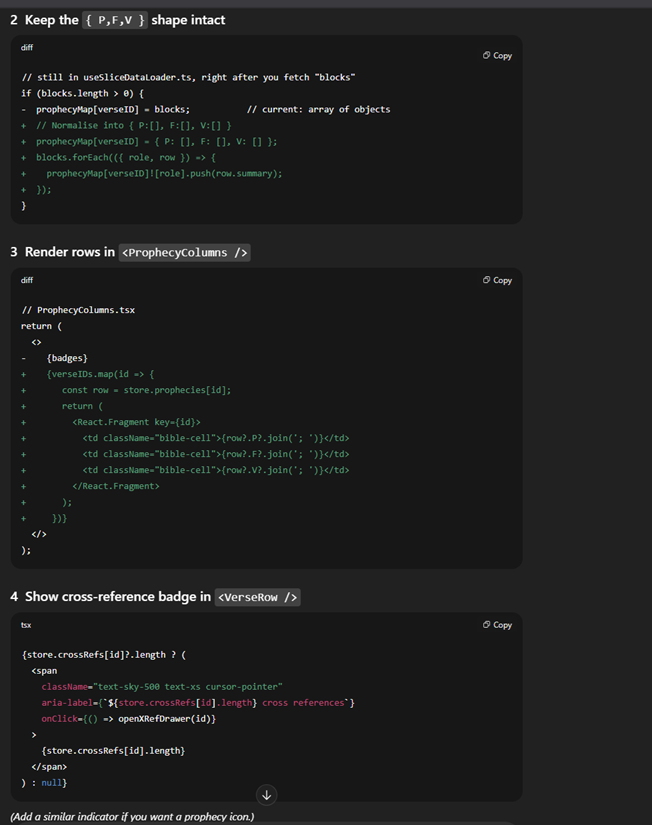 2 Keep the { P,F,V } shape intact
diff
Copy
// still in useSliceDataLoader.ts, right after you fetch "blocks"
if (blocks.length > 0) {
-  prophecyMap[verseID] = blocks;           // current: array of objects
+  // Normalise into { P:[], F:[], V:[] }
+  prophecyMap[verseID] = { P: [], F: [], V: [] };
+  blocks.forEach(({ role, row }) => {
+    prophecyMap[verseID]![role].push(row.summary);
+  });
}
3 Render rows in <ProphecyColumns />
diff
Copy
// ProphecyColumns.tsx
return (
  <>
-    {badges}
+    {verseIDs.map(id => {
+       const row = store.prophecies[id];
+       return (
+         <React.Fragment key={id}>
+           <td className="bible-cell">{row?.P?.join('; ')}</td>
+           <td className="bible-cell">{row?.F?.join('; ')}</td>
+           <td className="bible-cell">{row?.V?.join('; ')}</td>
+         </React.Fragment>
+       );
+     })}
  </>
);
4 Show cross-reference badge in <VerseRow />
tsx
Copy
{store.crossRefs[id]?.length ? (
  <span
    className="text-sky-500 text-xs cursor-pointer"
    aria-label={`${store.crossRefs[id].length} cross references`}
    onClick={() => openXRefDrawer(id)}
  >
    {store.crossRefs[id].length}
  </span>
) : null}
(Add a similar indicator if you want a prophecy icon.)